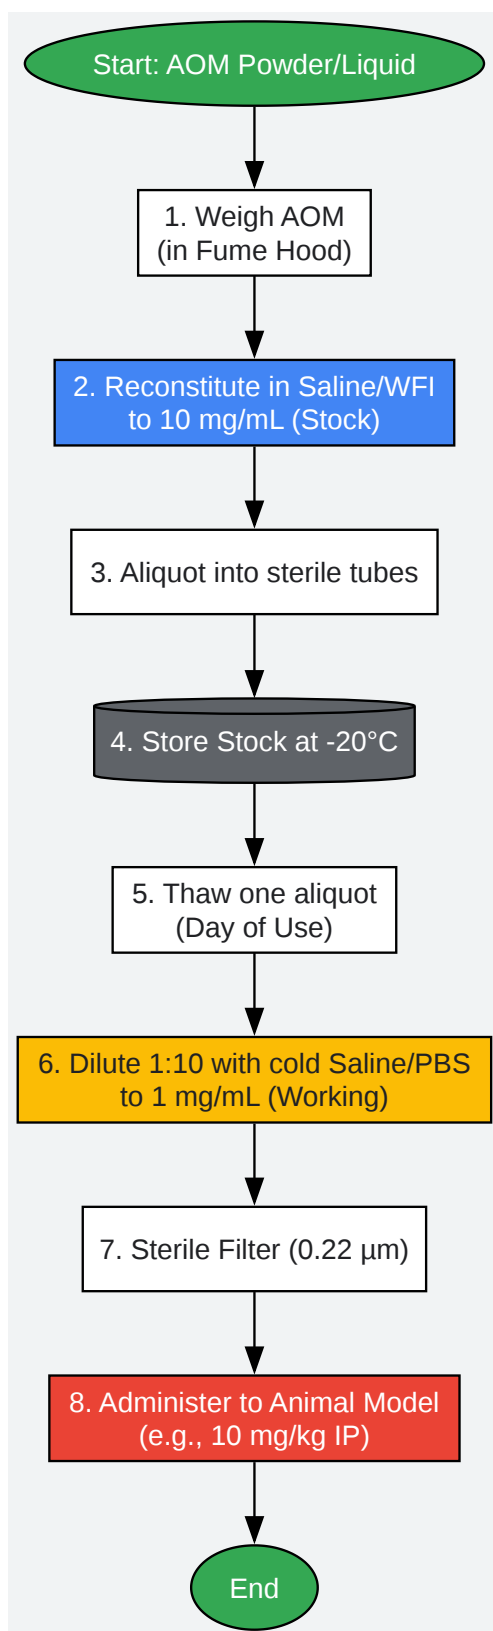 Start: AOM Powder/Liquid
1. Weigh AOM
(in Fume Hood)
2. Reconstitute in Saline/WFI
to 10 mg/mL (Stock)
3. Aliquot into sterile tubes
4. Store Stock at -20°C
5. Thaw one aliquot
(Day of Use)
6. Dilute 1:10 with cold Saline/PBS
to 1 mg/mL (Working)
7. Sterile Filter (0.22 µm)
8. Administer to Animal Model
(e.g., 10 mg/kg IP)
End